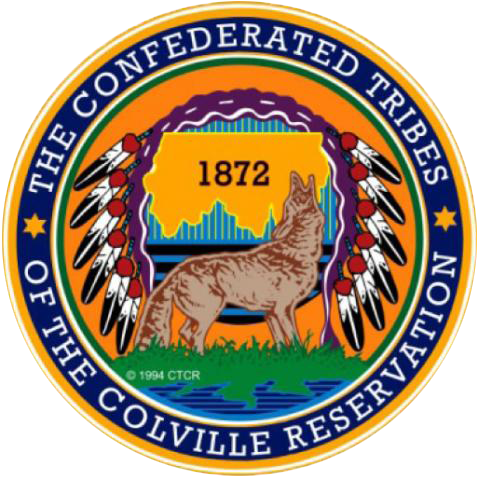 THE CONFEDERATED TRIBES
1872
© 1994 CTCR
OF THE COLVILLE RESERVATION